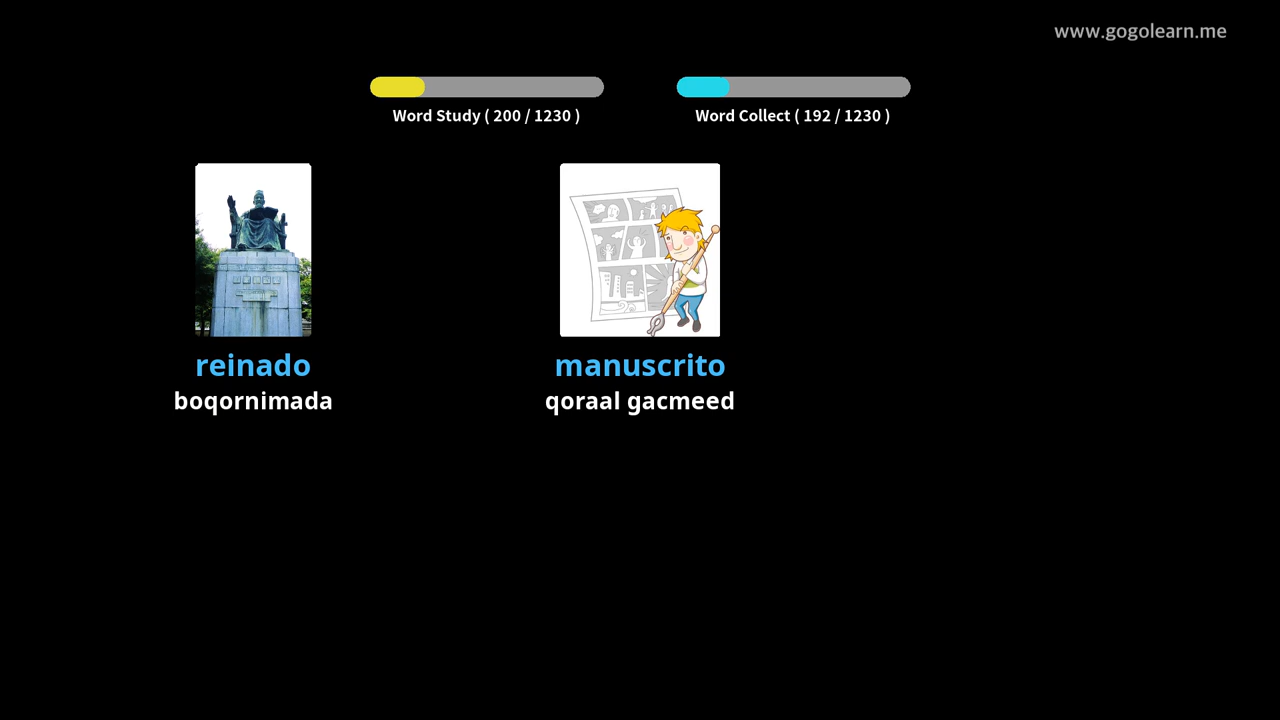 www.gogolearn.me
Word Study ( 200 / 1230 )
Word Collect ( 192 / 1230 )
reinado
boqornimada
manuscrito
qoraal gacmeed